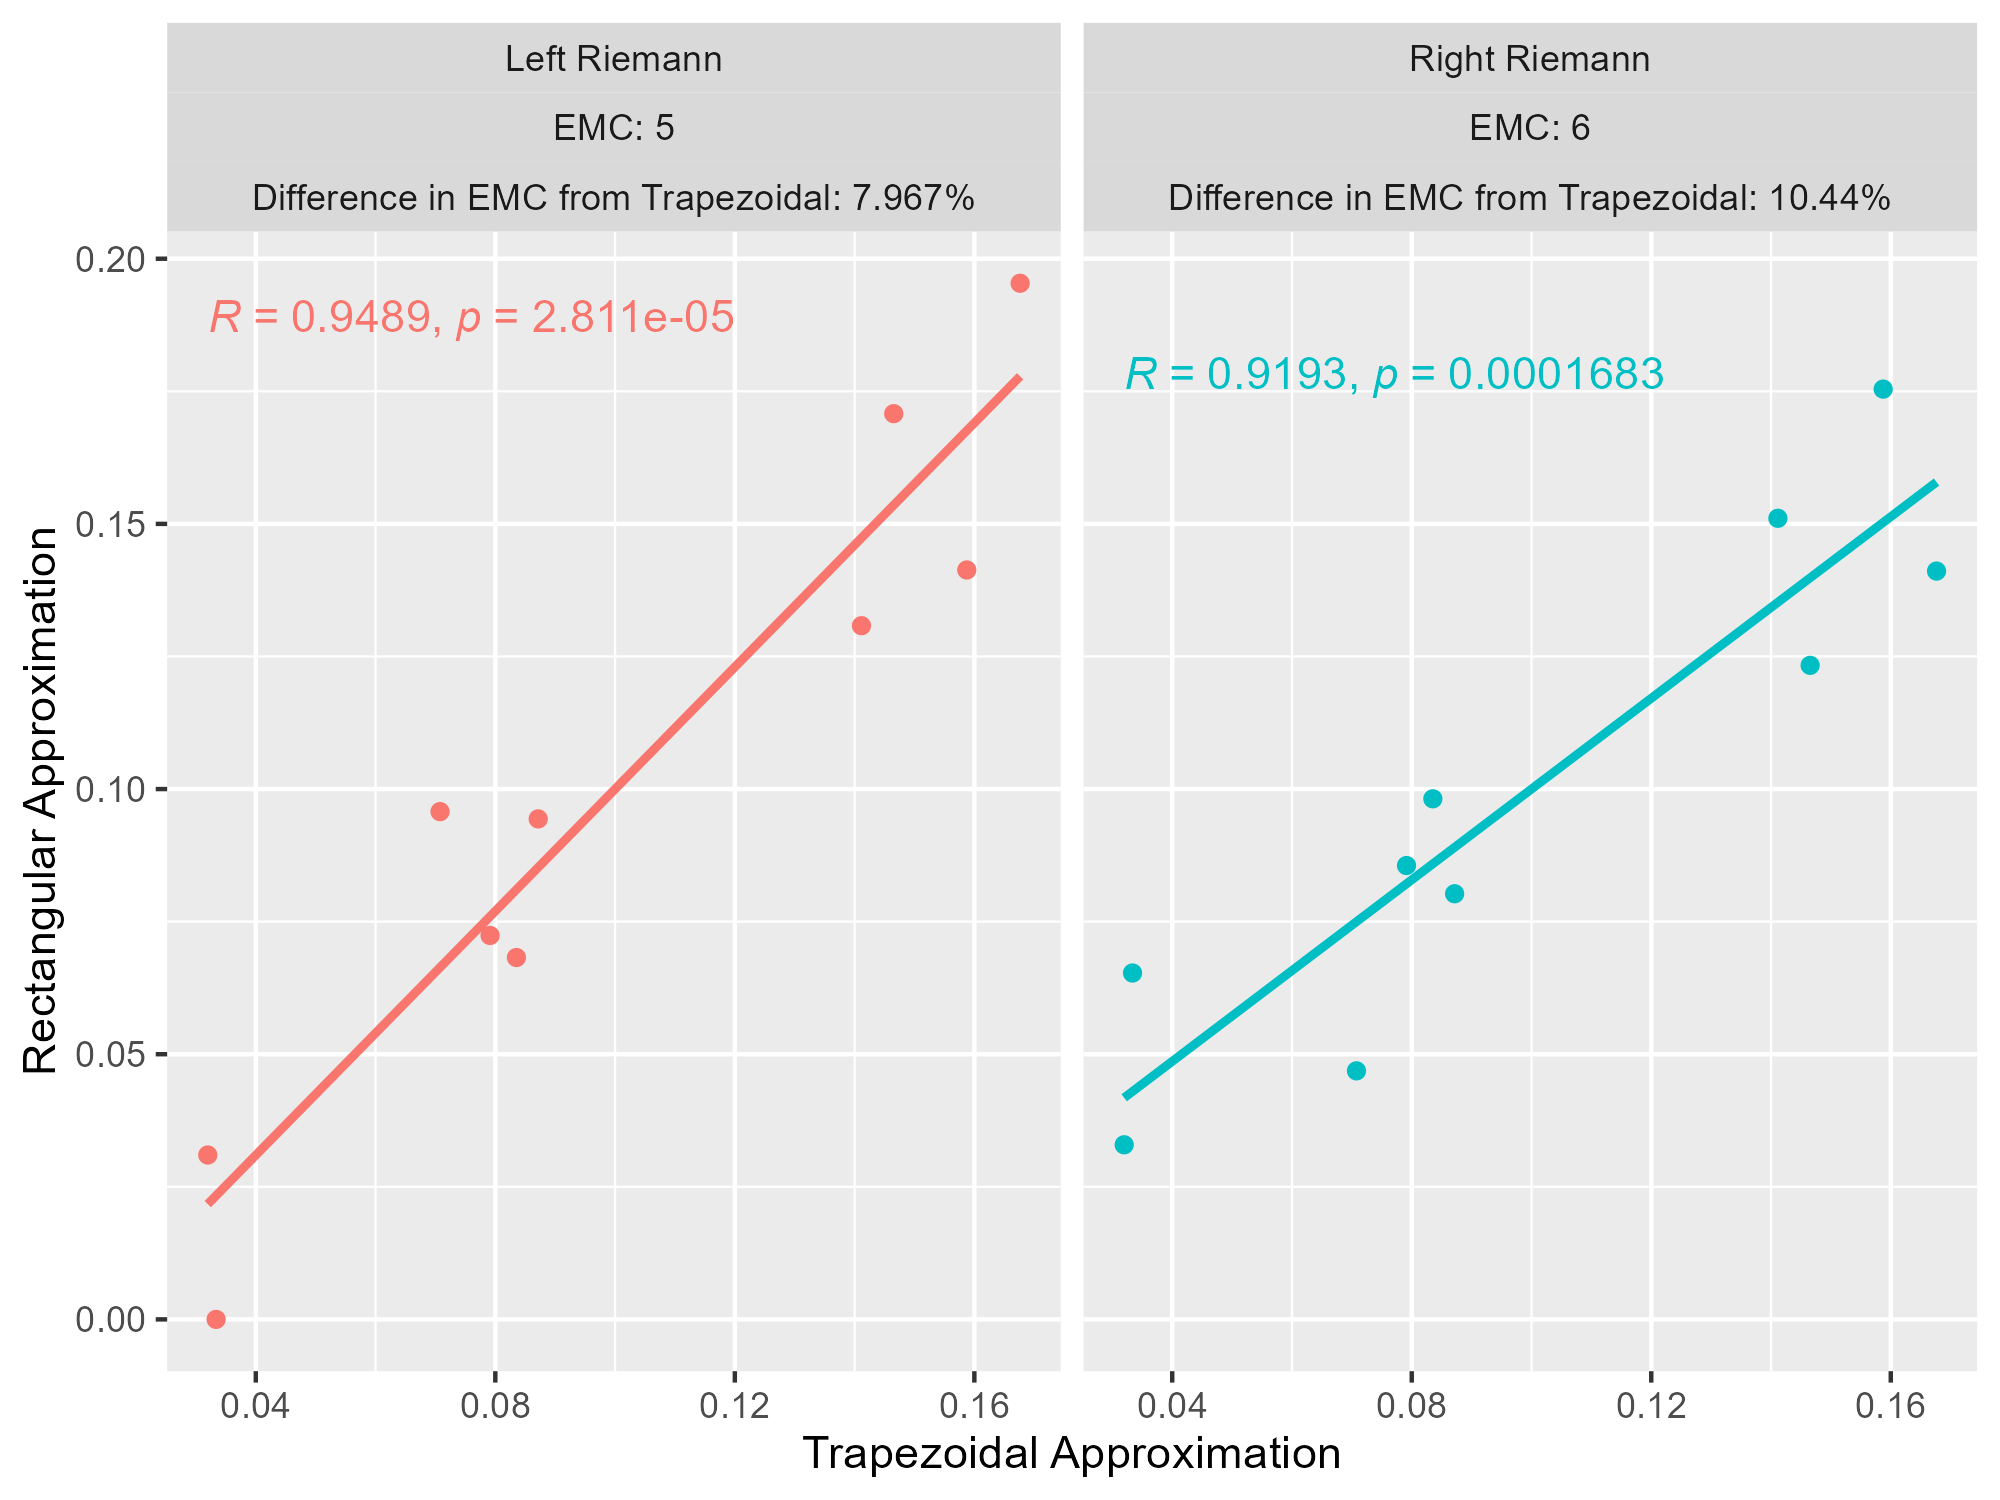 Left Riemann
EMC: 5
Difference in EMC from Trapezoidal: 7.967%
Right Riemann
EMC: 6
Difference in EMC from Trapezoidal: 10.44%
R = 0.9489, p = 2.811e-05
R = 0.9193, p = 0.0001683
Rectangular Approximation
0.20
0.15
0.10
0.05
0.00
0.04 0.08 0.12 0.16
0.04 0.08 0.12 0.16
Trapezoidal Approximation